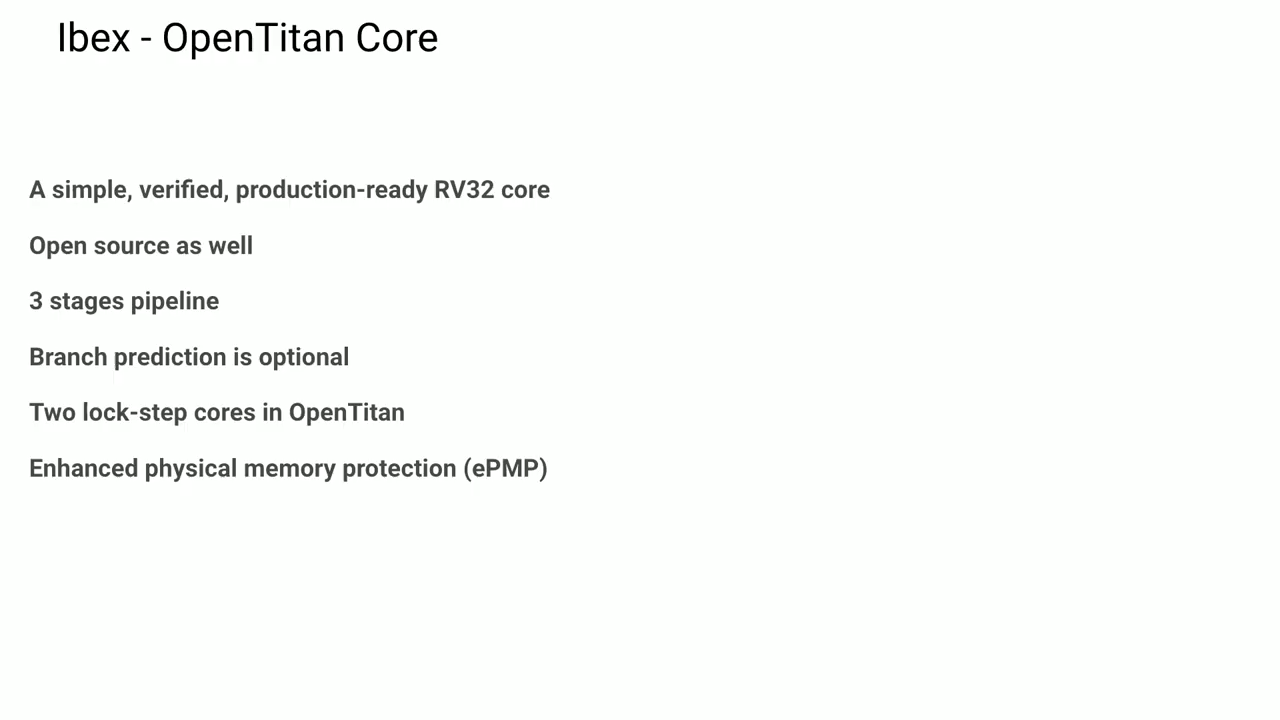 Ibex - OpenTitan Core
A simple, verified, production-ready RV32 core
Open source as well
3 stages pipeline
Branch prediction is optional
Two lock-step cores in OpenTitan
Enhanced physical memory protection (ePMP)